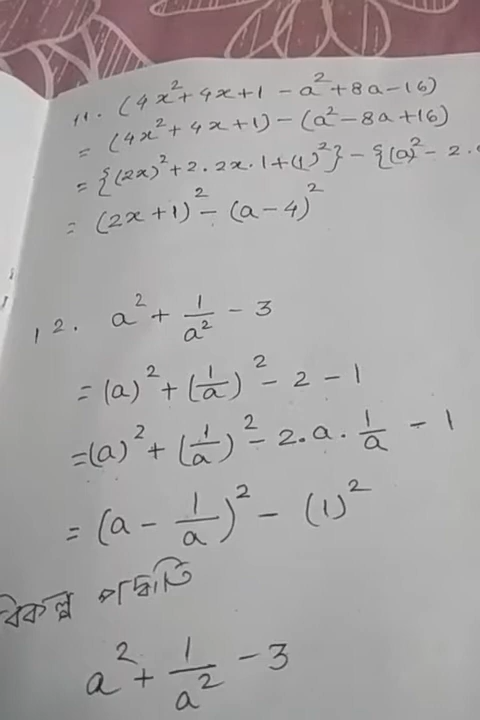 11. (4x² + 4x + 1 - a² + 8a - 16)
= (4x² + 4x + 1) - (a² - 8a + 16)
= {(2x)² + 2. 2x. 1 + (1)²} - {(a)² - 2.
= (2x + 1)² - (a - 4)²
12. a² + 1/a² - 3
= (a)² + (1/a)² - 2 - 1
= (a)² + (1/a)² - 2. a. 1/a - 1
= (a - 1/a)² - (1)²
বিকল্প পদ্ধতি
a² + 1/a² - 3